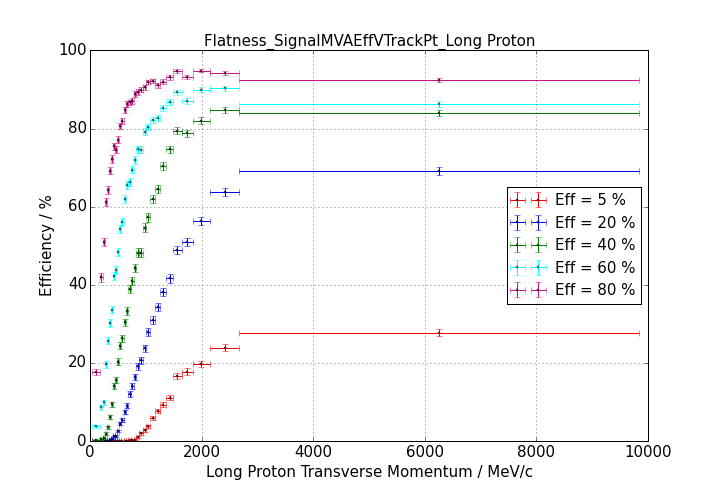 Flatness_SignalMVAEffVTrackPt_Long Proton
100
80
60
40
20
0
Efficiency / %
Eff = 5 %
Eff = 20 %
Eff = 40 %
Eff = 60 %
Eff = 80 %
0 2000 4000 6000 8000 10000
Long Proton Transverse Momentum / MeV/c